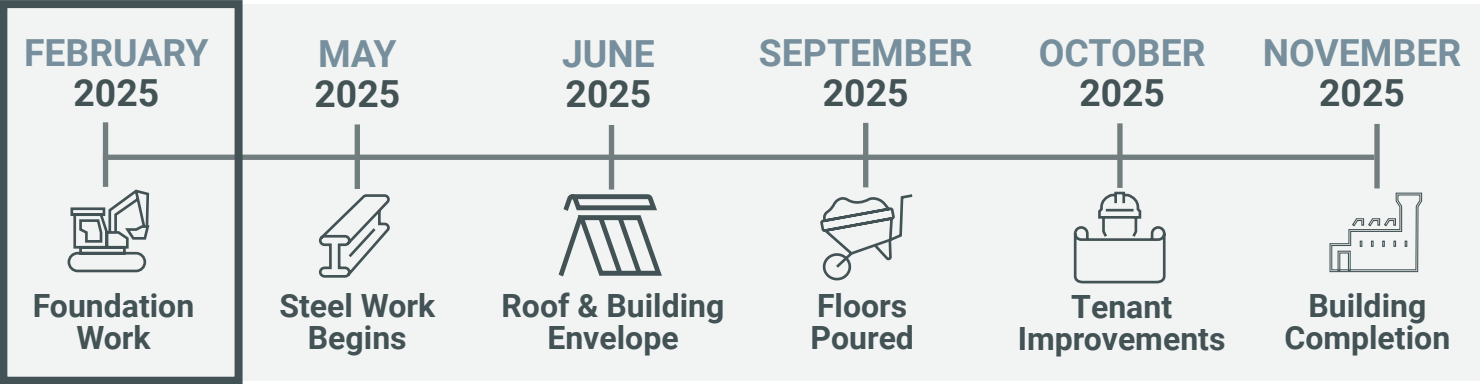 FEBRUARY
2025
Foundation
Work
MAY
2025
Steel Work
Begins
JUNE
2025
Roof & Building
Envelope
SEPTEMBER
2025
Floors
Poured
OCTOBER
2025
Tenant
Improvements
NOVEMBER
2025
Building
Completion